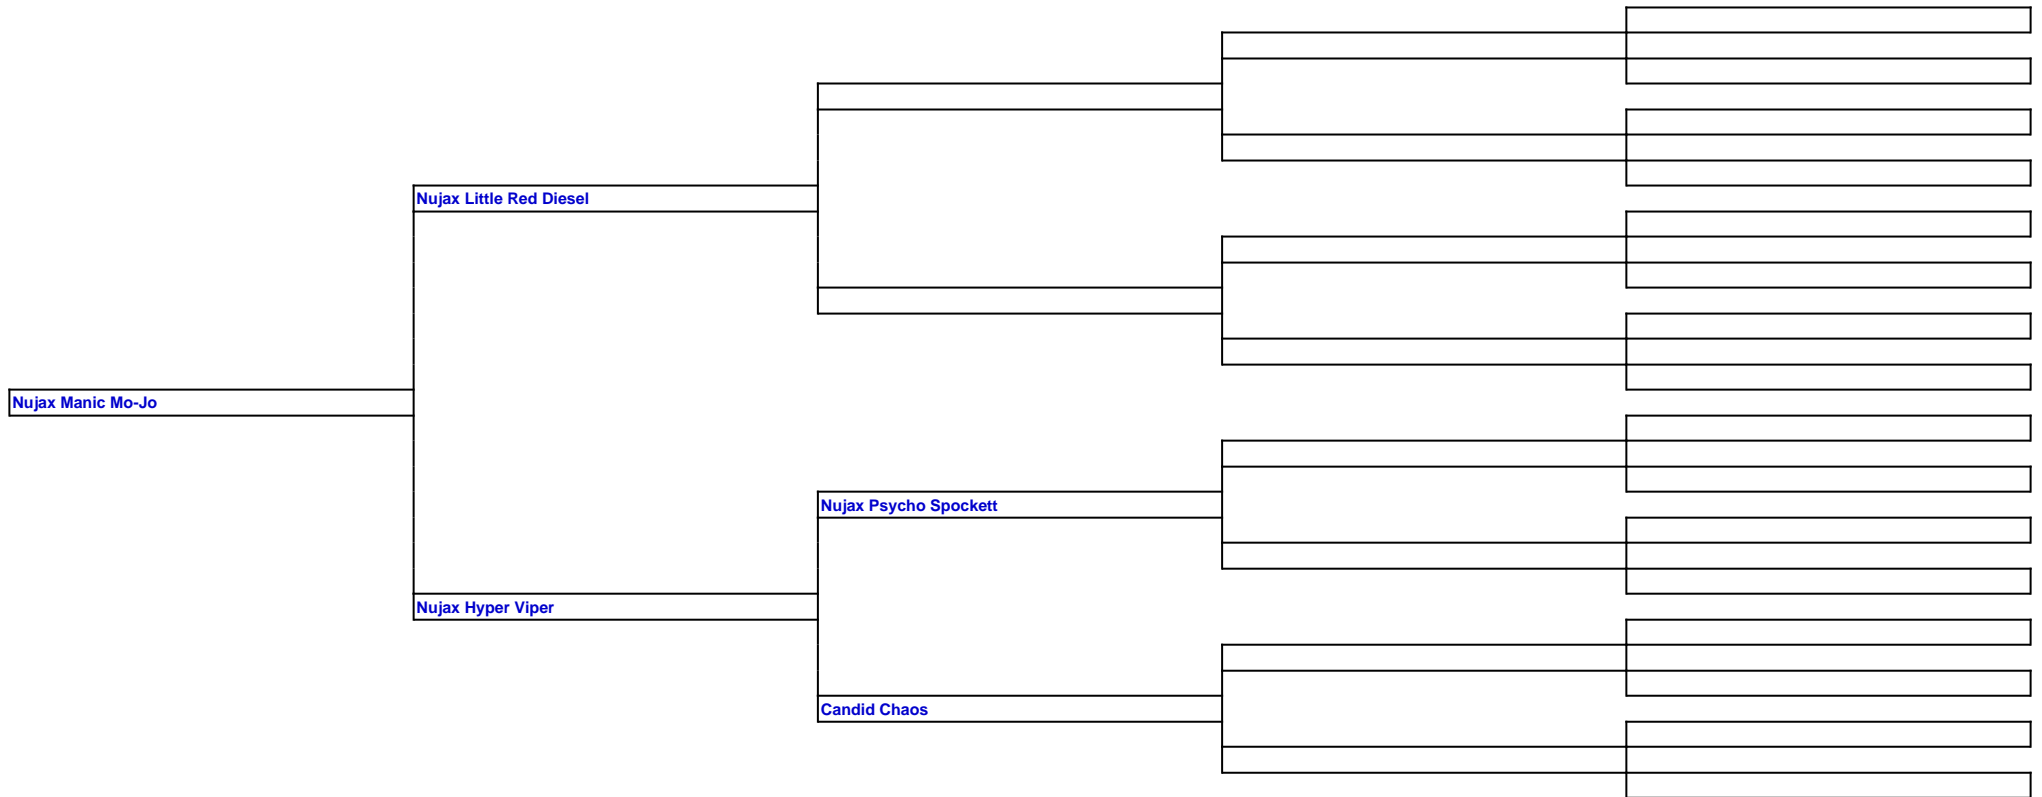 Nujax Little Red Diesel
Nujax Manic Mo-Jo
Nujax Psycho Spockett
Nujax Hyper Viper
Candid Chaos